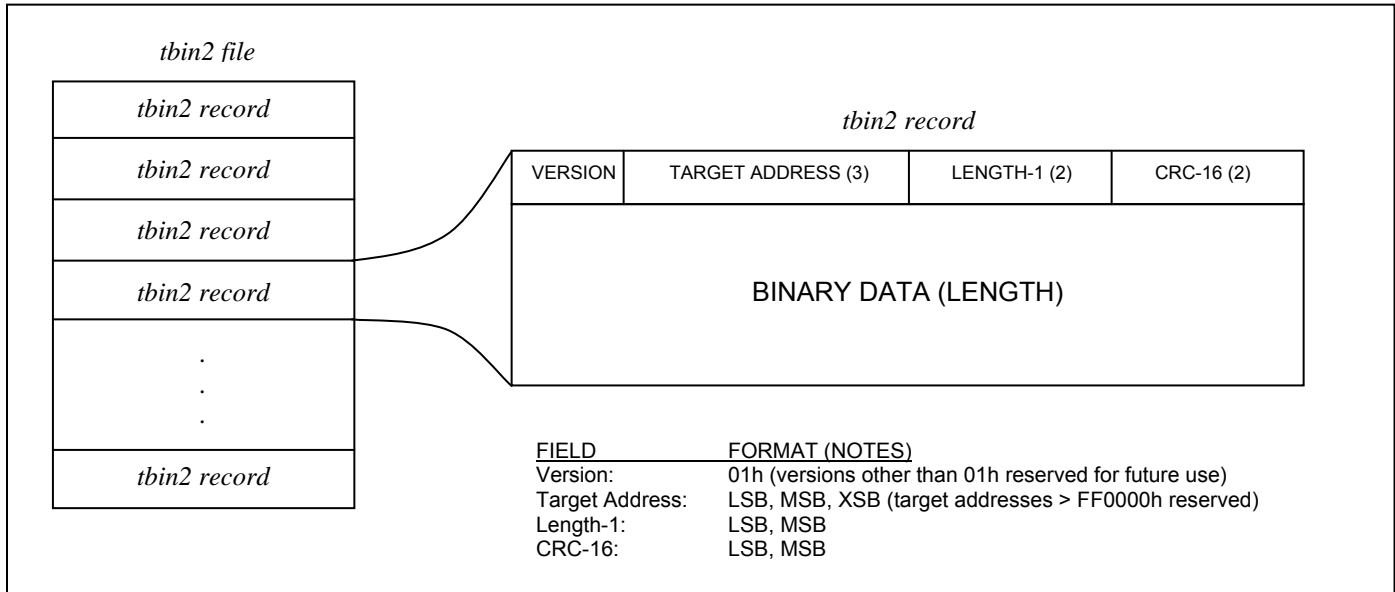 tbin2 file
tbin2 record
tbin2 record
tbin2 record
tbin2 record
.
.
.
tbin2 record
tbin2 record
VERSION TARGET ADDRESS (3) LENGTH-1 (2) CRC-16 (2)
BINARY DATA (LENGTH)
FIELD FORMAT (NOTES)
Version: 01h (versions other than 01h reserved for future use)
Target Address: LSB, MSB, XSB (target addresses > FF0000h reserved)
Length-1: LSB, MSB
CRC-16: LSB, MSB